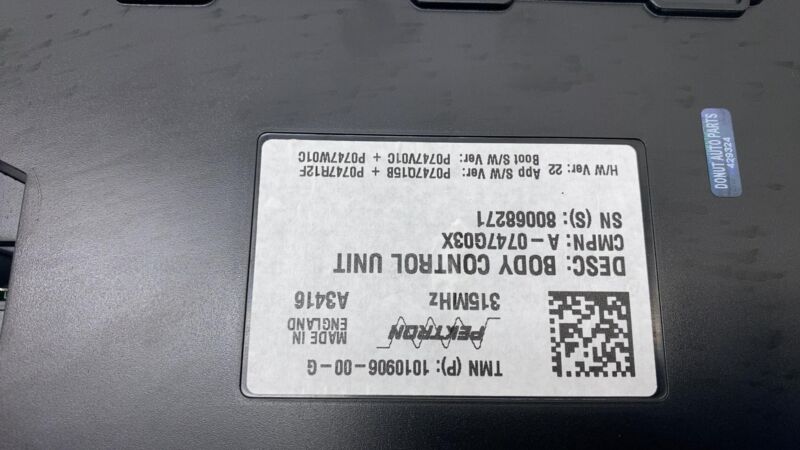 TMN (P): 1010906-00-G
PEKTRON
MADE IN
ENGLAND
315MHz
A3416
DESC: BODY CONTROL UNIT
CMPN: A-0747G03X
SN (S): 80068271
H/W Ver: 22 App S/W Ver: P0747Q15B + P0747R12F
Boot S/W Ver: P0747V01C + P0747W01C
DONUT AUTO PARTS
429324